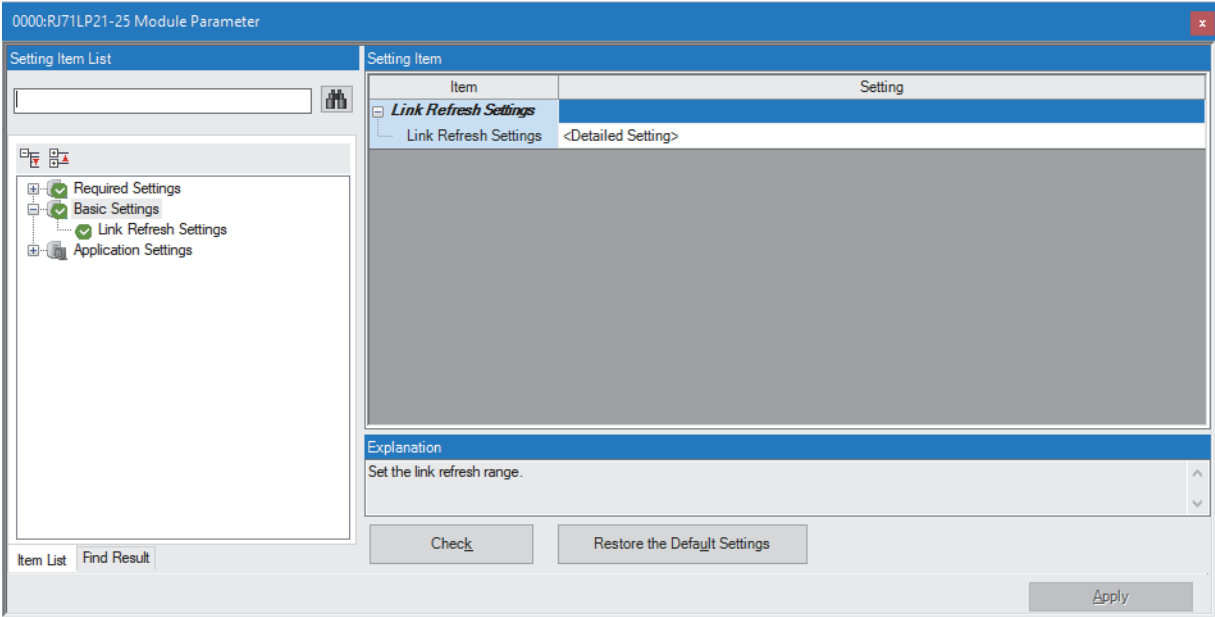 0000:RJ71LP21-25 Module Parameter
x
Setting Item List
Required Settings
Basic Settings
Link Refresh Settings
Application Settings
Item List
Find Result
Setting Item
Item
Setting
Link Refresh Settings
Link Refresh Settings
<Detailed Setting>
Explanation
Set the link refresh range.
Check
Restore the Default Settings
Apply